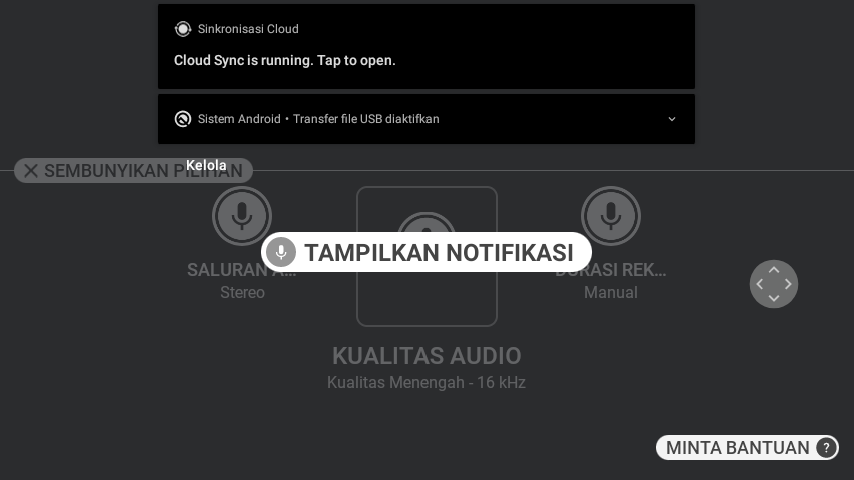 Sinkronisasi Cloud
Cloud Sync is running. Tap to open.
Sistem Android • Transfer file USB diaktifkan
Kelola
SEMBUNYIKAN PILIHAN
TAMPILKAN NOTIFIKASI
SALURAN A...
DURASI REK...
Stereo
Manual
KUALITAS AUDIO
Kualitas Menengah - 16 kHz
MINTA BANTUAN ?